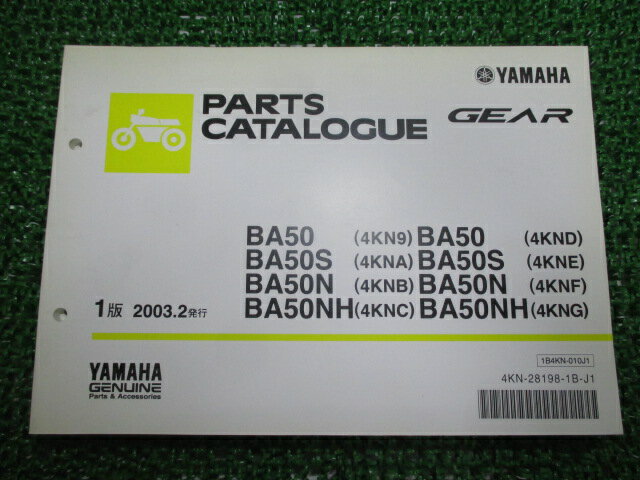 YAMAHA
PARTS
CATALOGUE
GEAR
BA50 (4KN9) BA50 (4KND)
BA50S (4KNA) BA50S (4KNE)
BA50N (4KNB) BA50N (4KNF)
BA50NH (4KNC) BA50NH (4KNG)
1版 2003.2発行
YAMAHA
GENUINE
Parts & Accessories
1B4KN-010J1
4KN-28198-1B-J1